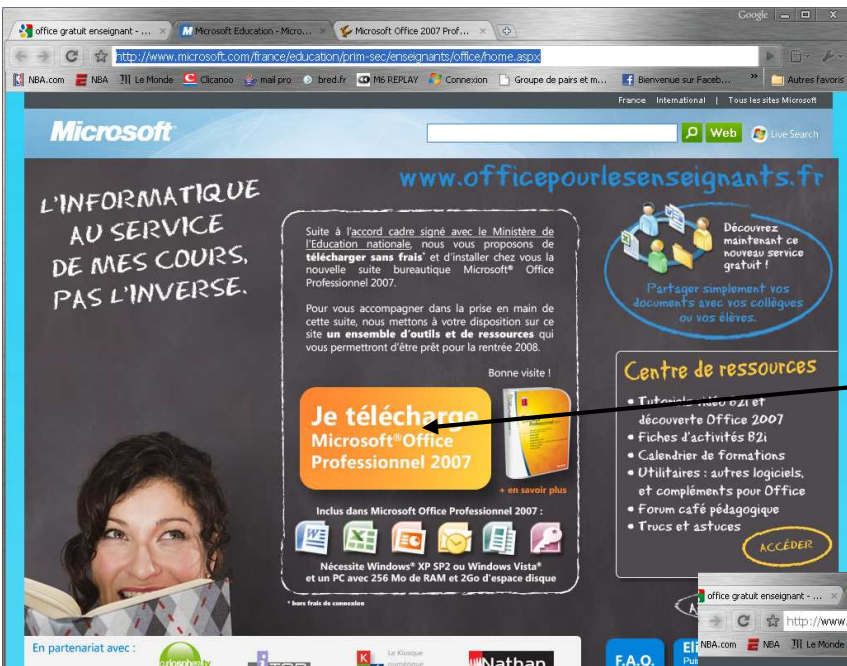 Google
office gratuit enseignant - ...
Microsoft Education - Micro...
Microsoft Office 2007 Prof...
http://www.microsoft.com/france/education/prim-sec/enseignants/office/home.aspx
NBA.com NBA Le Monde Clicanoo mail pro bred.fr M6 REPLAY Connexion Groupe de pairs et m... Bienvenue sur Faceb... » Autres favoris
France International | Tous les sites Microsoft
Microsoft
Web
Live Search
www.officepourlesenseignants.fr
L'INFORMATIQUE
AU SERVICE
DE MES COURS,
PAS L'INVERSE.
Suite à l'accord cadre signé avec le Ministère de
l'Education nationale, nous vous proposons de
télécharger sans frais* et d'installer chez vous la
nouvelle suite bureautique Microsoft® Office
Professionnel 2007.
Pour vous accompagner dans la prise en main de
cette suite, nous mettons à votre disposition sur ce
site un ensemble d'outils et de ressources qui
vous permettront d'être prêt pour la rentrée 2008.
Bonne visite !
Je télécharge
Microsoft® Office
Professionnel 2007
+ en savoir plus
Inclus dans Microsoft Office Professionnel 2007 :
Nécessite Windows® XP SP2 ou Windows Vista®
et un PC avec 256 Mo de RAM et 2Go d'espace disque
* hors frais de connexion
Découvrez
maintenant ce
nouveau service
gratuit !
Partager simplement vos
documents avec vos collègues
ou vos élèves.
Centre de ressources
• Tutoriels vidéo B2i et
découverte Office 2007
• Fiches d'activités B2i
• Calendrier de formations
• Utilitaires : autres logiciels,
et compléments pour Office
• Forum café pédagogique
• Trucs et astuces
ACCÉDER
office gratuit enseignant - ...
http://www.
NBA.com NBA Le Monde
En partenariat avec :
curiosphere.tv
Le Kiosque
numérique
Nathan
F.A.Q.